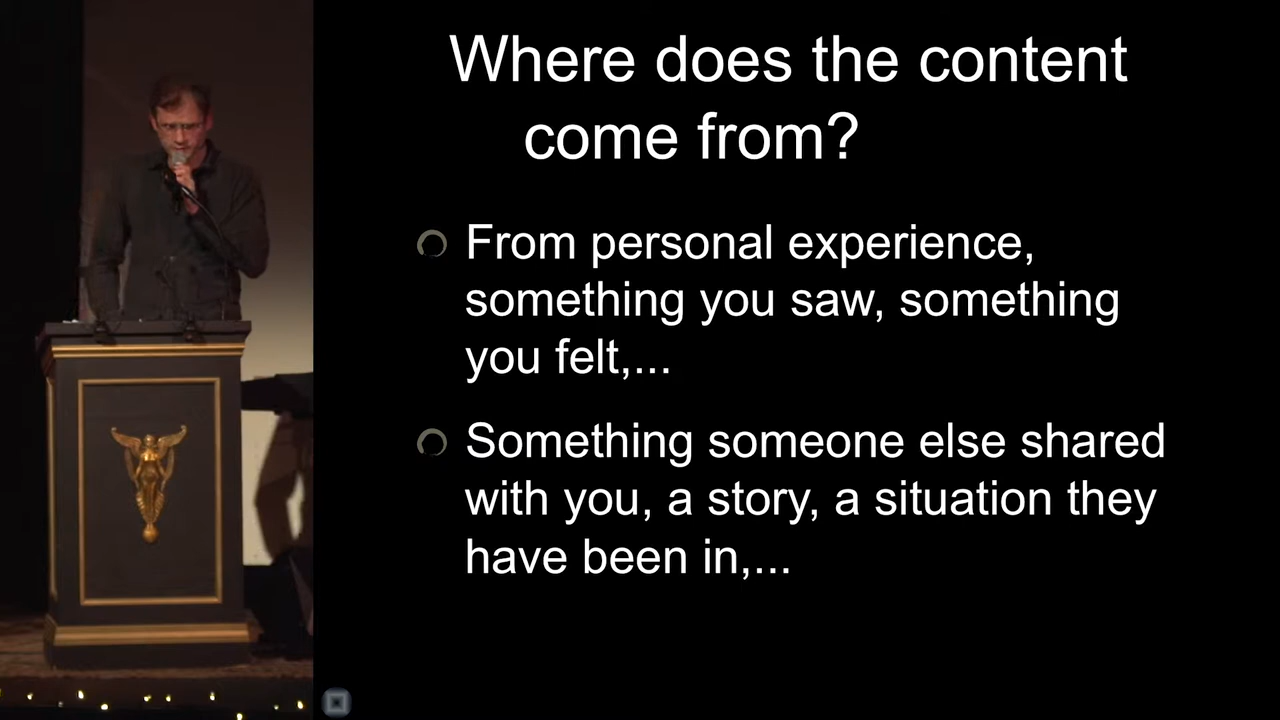 Where does the content
come from?
From personal experience,
something you saw, something
you felt,...
Something someone else shared
with you, a story, a situation they
have been in,...